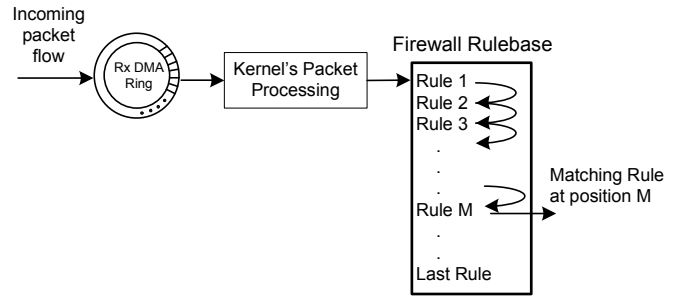 Incoming
packet
flow
Rx DMA
Ring
Kernel's Packet
Processing
Firewall Rulebase
Rule 1
Rule 2
Rule 3
.
.
.
Rule M
.
.
Last Rule
Matching Rule
at position M